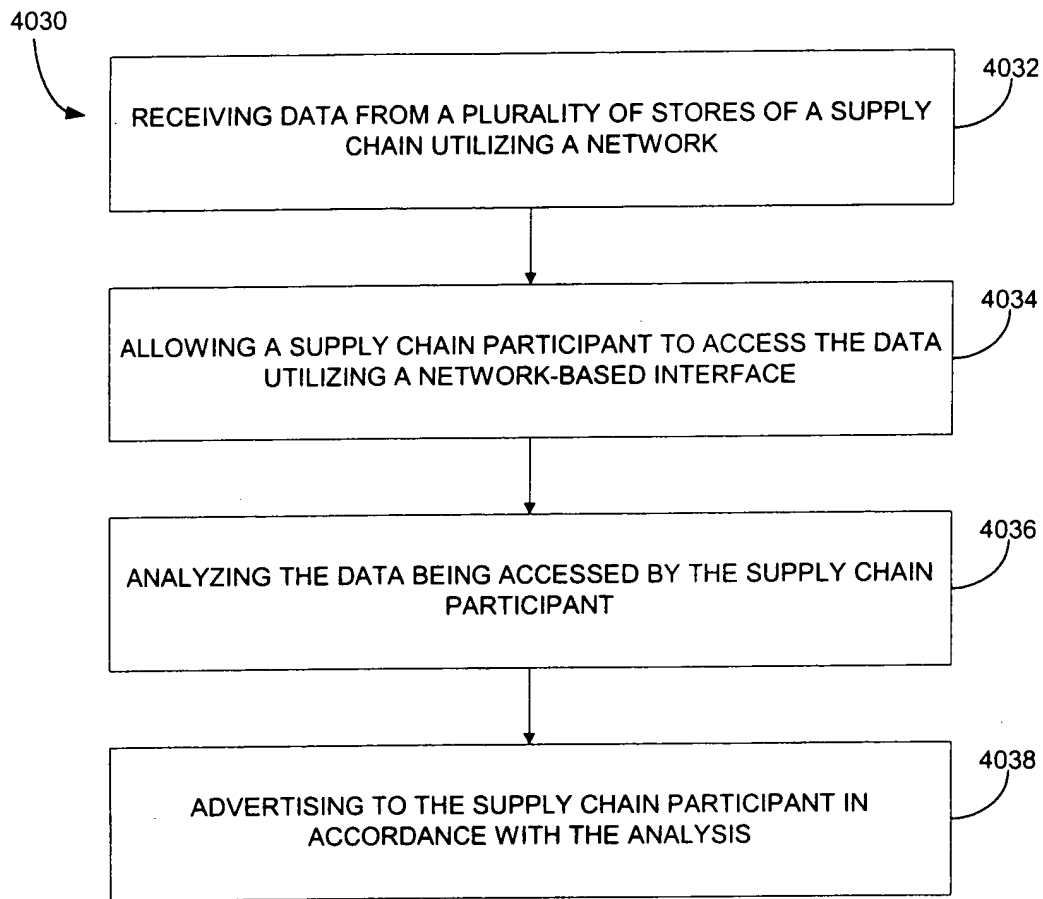 4030
4032
RECEIVING DATA FROM A PLURALITY OF STORES OF A SUPPLY
CHAIN UTILIZING A NETWORK
4034
ALLOWING A SUPPLY CHAIN PARTICIPANT TO ACCESS THE DATA
UTILIZING A NETWORK-BASED INTERFACE
4036
ANALYZING THE DATA BEING ACCESSED BY THE SUPPLY CHAIN
PARTICIPANT
4038
ADVERTISING TO THE SUPPLY CHAIN PARTICIPANT IN
ACCORDANCE WITH THE ANALYSIS